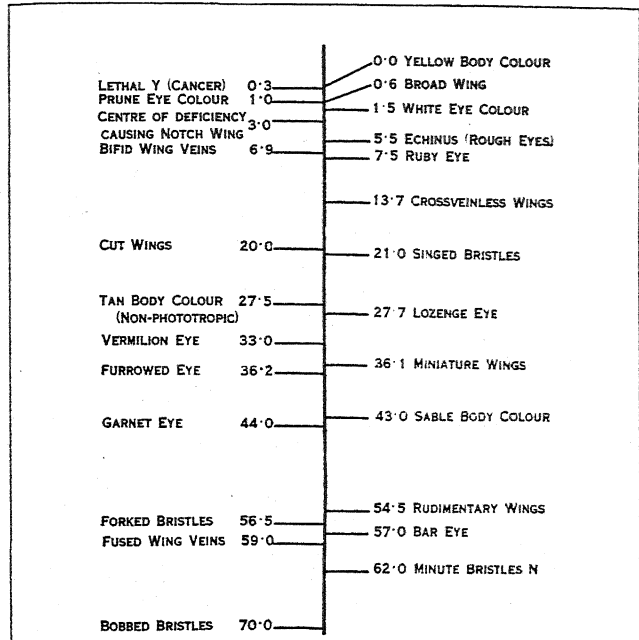 0·0 YELLOW BODY COLOUR
LETHAL Y (CANCER) 0·3
0·6 BROAD WING
PRUNE EYE COLOUR 1·0
1·5 WHITE EYE COLOUR
CENTRE OF DEFICIENCY
CAUSING NOTCH WING 3·0
5·5 ECHINUS (ROUGH EYES)
BIFID WING VEINS 6·9
7·5 RUBY EYE
13·7 CROSSVEINLESS WINGS
CUT WINGS 20·0
21·0 SINGED BRISTLES
TAN BODY COLOUR 27·5
(NON-PHOTOTROPIC)
27·7 LOZENGE EYE
VERMILION EYE 33·0
36·1 MINIATURE WINGS
FURROWED EYE 36·2
43·0 SABLE BODY COLOUR
GARNET EYE 44·0
54·5 RUDIMENTARY WINGS
FORKED BRISTLES 56·5
57·0 BAR EYE
FUSED WING VEINS 59·0
62·0 MINUTE BRISTLES N
BOBBED BRISTLES 70·0